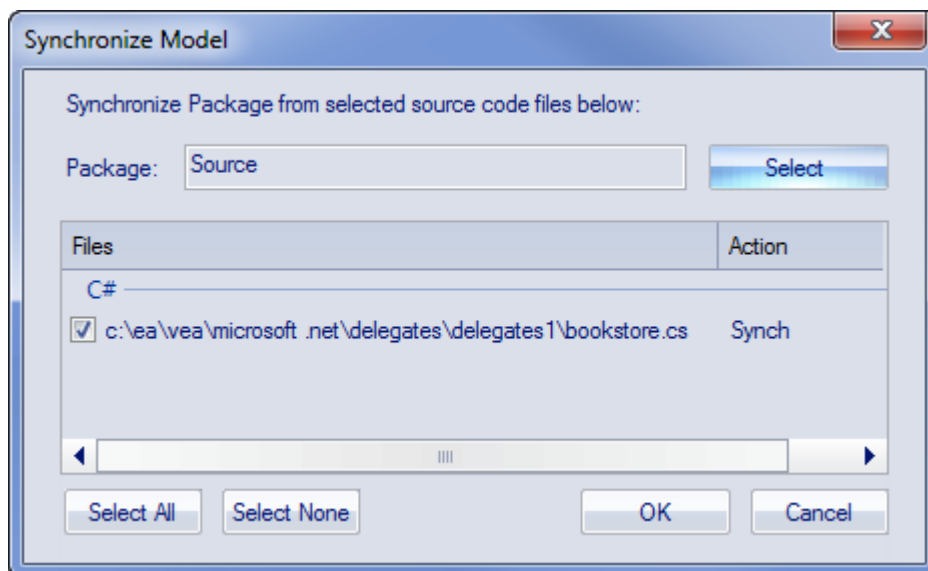 Synchronize Model
Synchronize Package from selected source code files below:
Package: Source Select
Files Action
C#
c:\ea\vea\microsoft .net\delegates\delegates1\bookstore.cs Synch
Select All Select None OK Cancel